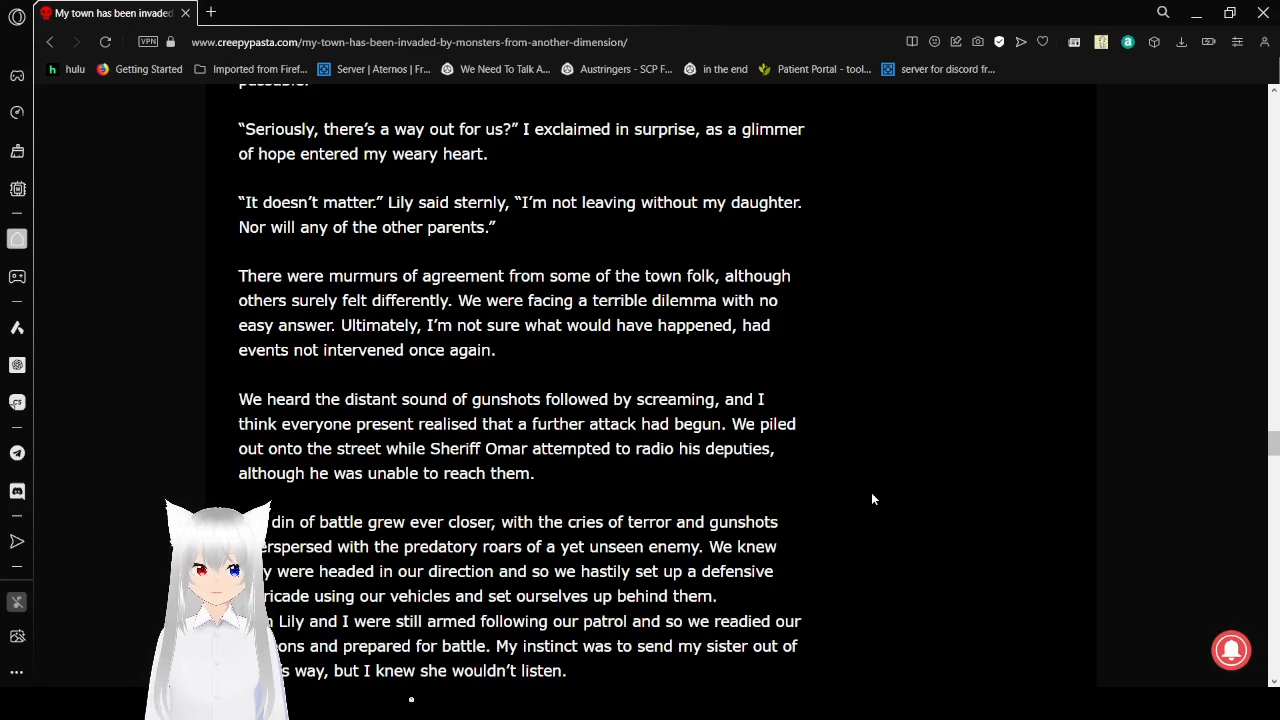 My town has been invaded
www.creepypasta.com/my-town-has-been-invaded-by-monsters-from-another-dimension/
VPN
hulu
Getting Started
Imported from Firef...
Server | Aternos | Fr...
We Need To Talk A...
Austringers - SCP F...
in the end
Patient Portal - tool...
server for discord fr...
“Seriously, there’s a way out for us?” I exclaimed in surprise, as a glimmer
of hope entered my weary heart.
“It doesn’t matter.” Lily said sternly, “I’m not leaving without my daughter.
Nor will any of the other parents.”
There were murmurs of agreement from some of the town folk, although
others surely felt differently. We were facing a terrible dilemma with no
easy answer. Ultimately, I’m not sure what would have happened, had
events not intervened once again.
We heard the distant sound of gunshots followed by screaming, and I
think everyone present realised that a further attack had begun. We piled
out onto the street while Sheriff Omar attempted to radio his deputies,
although he was unable to reach them.
din of battle grew ever closer, with the cries of terror and gunshots
erspersed with the predatory roars of a yet unseen enemy. We knew
y were headed in our direction and so we hastily set up a defensive
ricade using our vehicles and set ourselves up behind them.
Lily and I were still armed following our patrol and so we readied our
ons and prepared for battle. My instinct was to send my sister out of
s way, but I knew she wouldn’t listen.